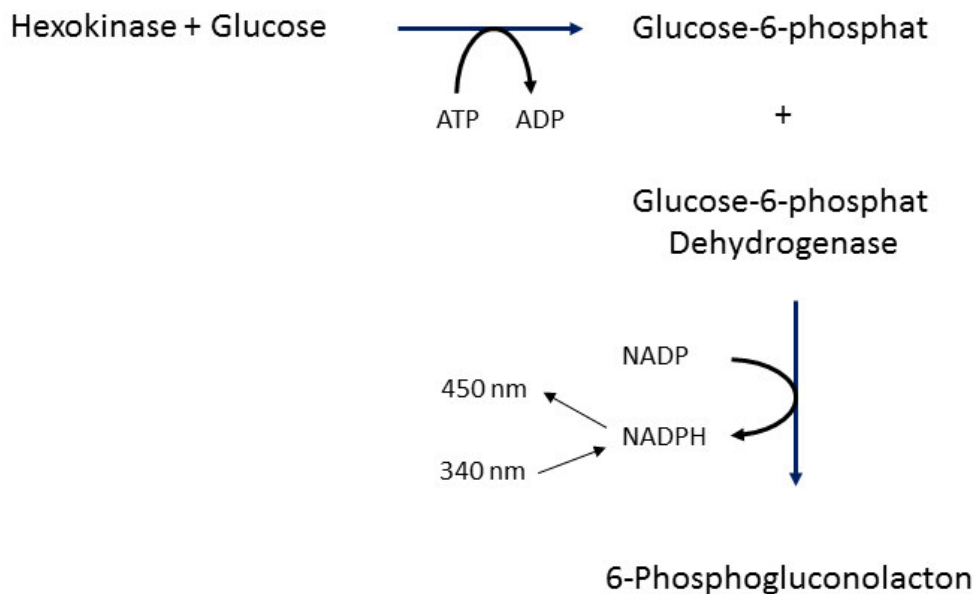 Hexokinase + Glucose
Glucose-6-phosphat
ATP
ADP
+
Glucose-6-phosphat
Dehydrogenase
NADP
450 nm
NADPH
340 nm
6-Phosphogluconolacton